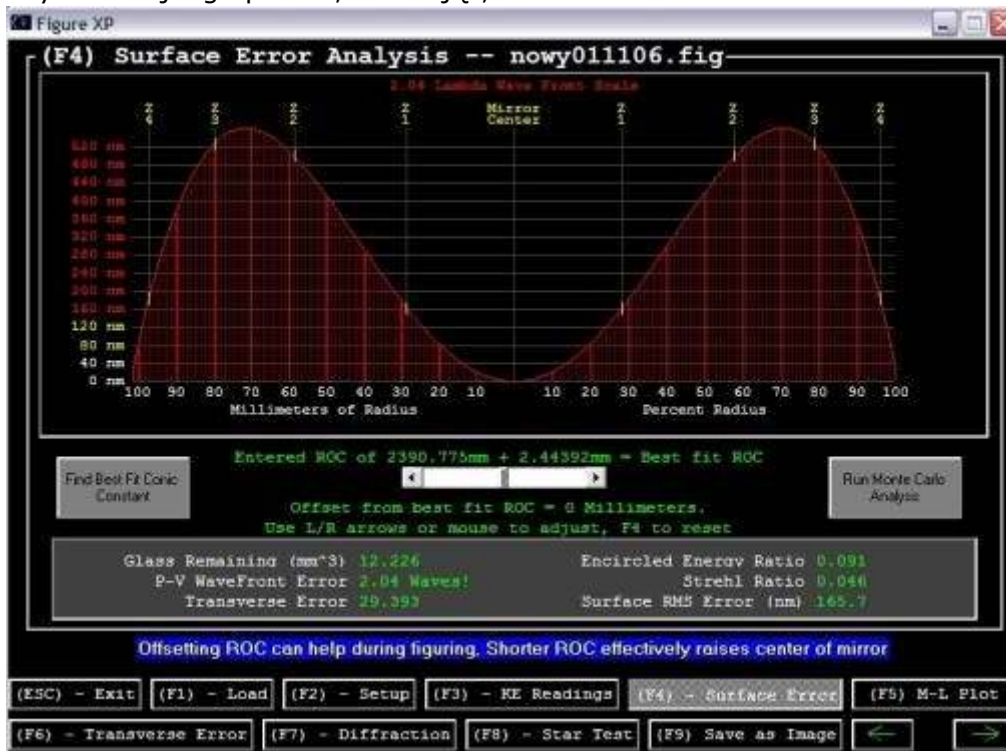 Figure XP
(F4) Surface Error Analysis -- nowy011106.fig
2.04 Lambda Wave Front Scale
Z4 Z3 Z2 Z1 Mirror Center Z1 Z2 Z3 Z4
520 nm
480 nm
440 nm
400 nm
360 nm
320 nm
280 nm
240 nm
200 nm
160 nm
120 nm
80 nm
40 nm
0 nm
100 90 80 70 60 50 40 30 20 10 10 20 30 40 50 60 70 80 90 100
Millimeters of Radius Percent Radius
Entered ROC of 2390.775mm + 2.44392mm = Best fit ROC
Find Best Fit Conic Constant
Run Monte Carlo Analysis
Offset from best fit ROC = 0 Millimeters.
Use L/R arrows or mouse to adjust, F4 to reset
Glass Remaining (mm^3) 12.226 Encircled Energy Ratio 0.091
P-V WaveFront Error 2.04 Waves! Strehl Ratio 0.046
Transverse Error 29.393 Surface RMS Error (nm) 165.7
Offsetting ROC can help during figuring. Shorter ROC effectively raises center of mirror
(ESC) - Exit (F1) - Load (F2) - Setup (F3) - KE Readings (F4) - Surface Error (F5) M-L Plot
(F6) - Transverse Error (F7) - Diffraction (F8) - Star Test (F9) Save as Image